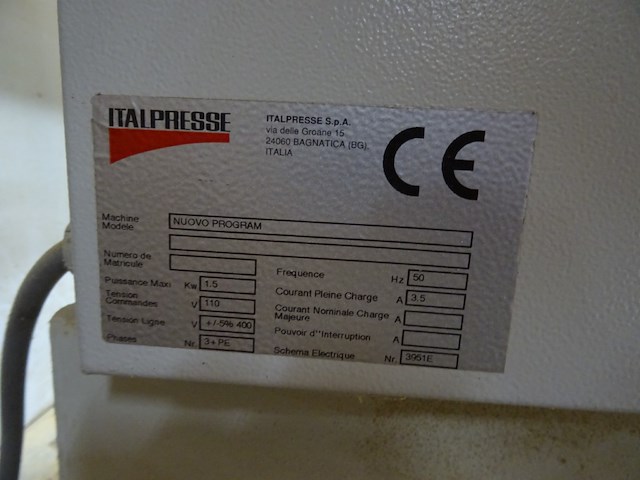 ITALPRESSE
ITALPRESSE S.p.A.
via delle Groane 15
24060 BAGNATICA (BG)
ITALIA
CE
Machine Modele NUOVO PROGRAM
Numero de Matricule
Puissance Maxi Kw 1.5
Tension Commandes V 110
Tension Ligne V +/-5% 400
Phases Nr. 3+PE
Frequence Hz 50
Courant Pleine Charge A 3,5
Courant Nominale Charge Majeure A
Pouvoir d''Interruption A
Schema Electrique Nr. 3951E